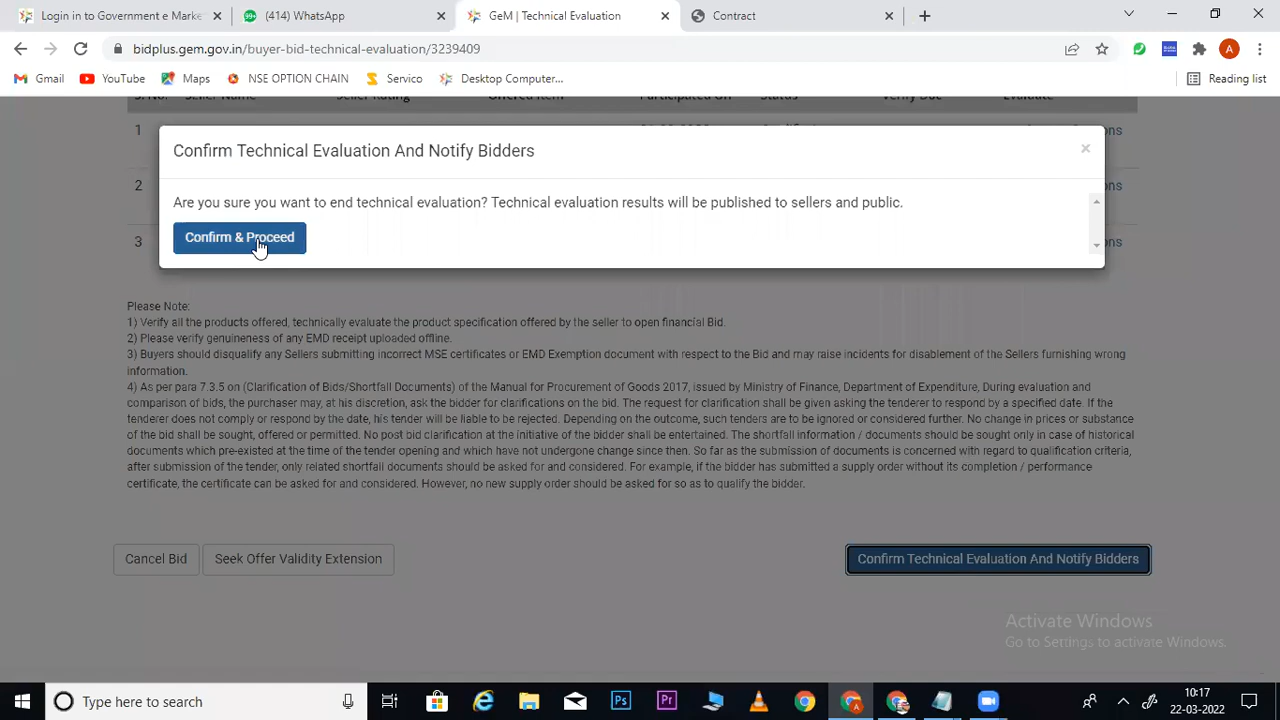 Login in to Government e Marke
(414) WhatsApp
GeM | Technical Evaluation
Contract
bidplus.gem.gov.in/buyer-bid-technical-evaluation/3239409
A
Gmail
YouTube
Maps
NSE OPTION CHAIN
Servico
Desktop Computer...
Reading list
S. No. Seller Name Seller Rating Offered Item Participated On Status Verify Doc Evaluate
1
2
3
Confirm Technical Evaluation And Notify Bidders ×
Are you sure you want to end technical evaluation? Technical evaluation results will be published to sellers and public.
Confirm & Proceed
Please Note:
1) Verify all the products offered, technically evaluate the product specification offered by the seller to open financial Bid.
2) Please verify genuineness of any EMD receipt uploaded offline.
3) Buyers should disqualify any Sellers submitting incorrect MSE certificates or EMD Exemption document with respect to the Bid and may raise incidents for disablement of the Sellers furnishing wrong
information.
4) As per para 7.3.5 on (Clarification of Bids/Shortfall Documents) of the Manual for Procurement of Goods 2017, issued by Ministry of Finance, Department of Expenditure, During evaluation and
comparison of bids, the purchaser may, at his discretion, ask the bidder for clarifications on the bid. The request for clarification shall be given asking the tenderer to respond by a specified date. If the
tenderer does not comply or respond by the date, his tender will be liable to be rejected. Depending on the outcome, such tenders are to be ignored or considered further. No change in prices or substance
of the bid shall be sought, offered or permitted. No post bid clarification at the initiative of the bidder shall be entertained. The shortfall information / documents should be sought only in case of historical
documents which pre-existed at the time of the tender opening and which have not undergone change since then. So far as the submission of documents is concerned with regard to qualification criteria,
after submission of the tender, only related shortfall documents should be asked for and considered. For example, if the bidder has submitted a supply order without its completion / performance
certificate, the certificate can be asked for and considered. However, no new supply order should be asked for so as to qualify the bidder.
Cancel Bid
Seek Offer Validity Extension
Confirm Technical Evaluation And Notify Bidders
Activate Windows
Go to Settings to activate Windows.
Type here to search
Ps
Pr
10:17
22-03-2022